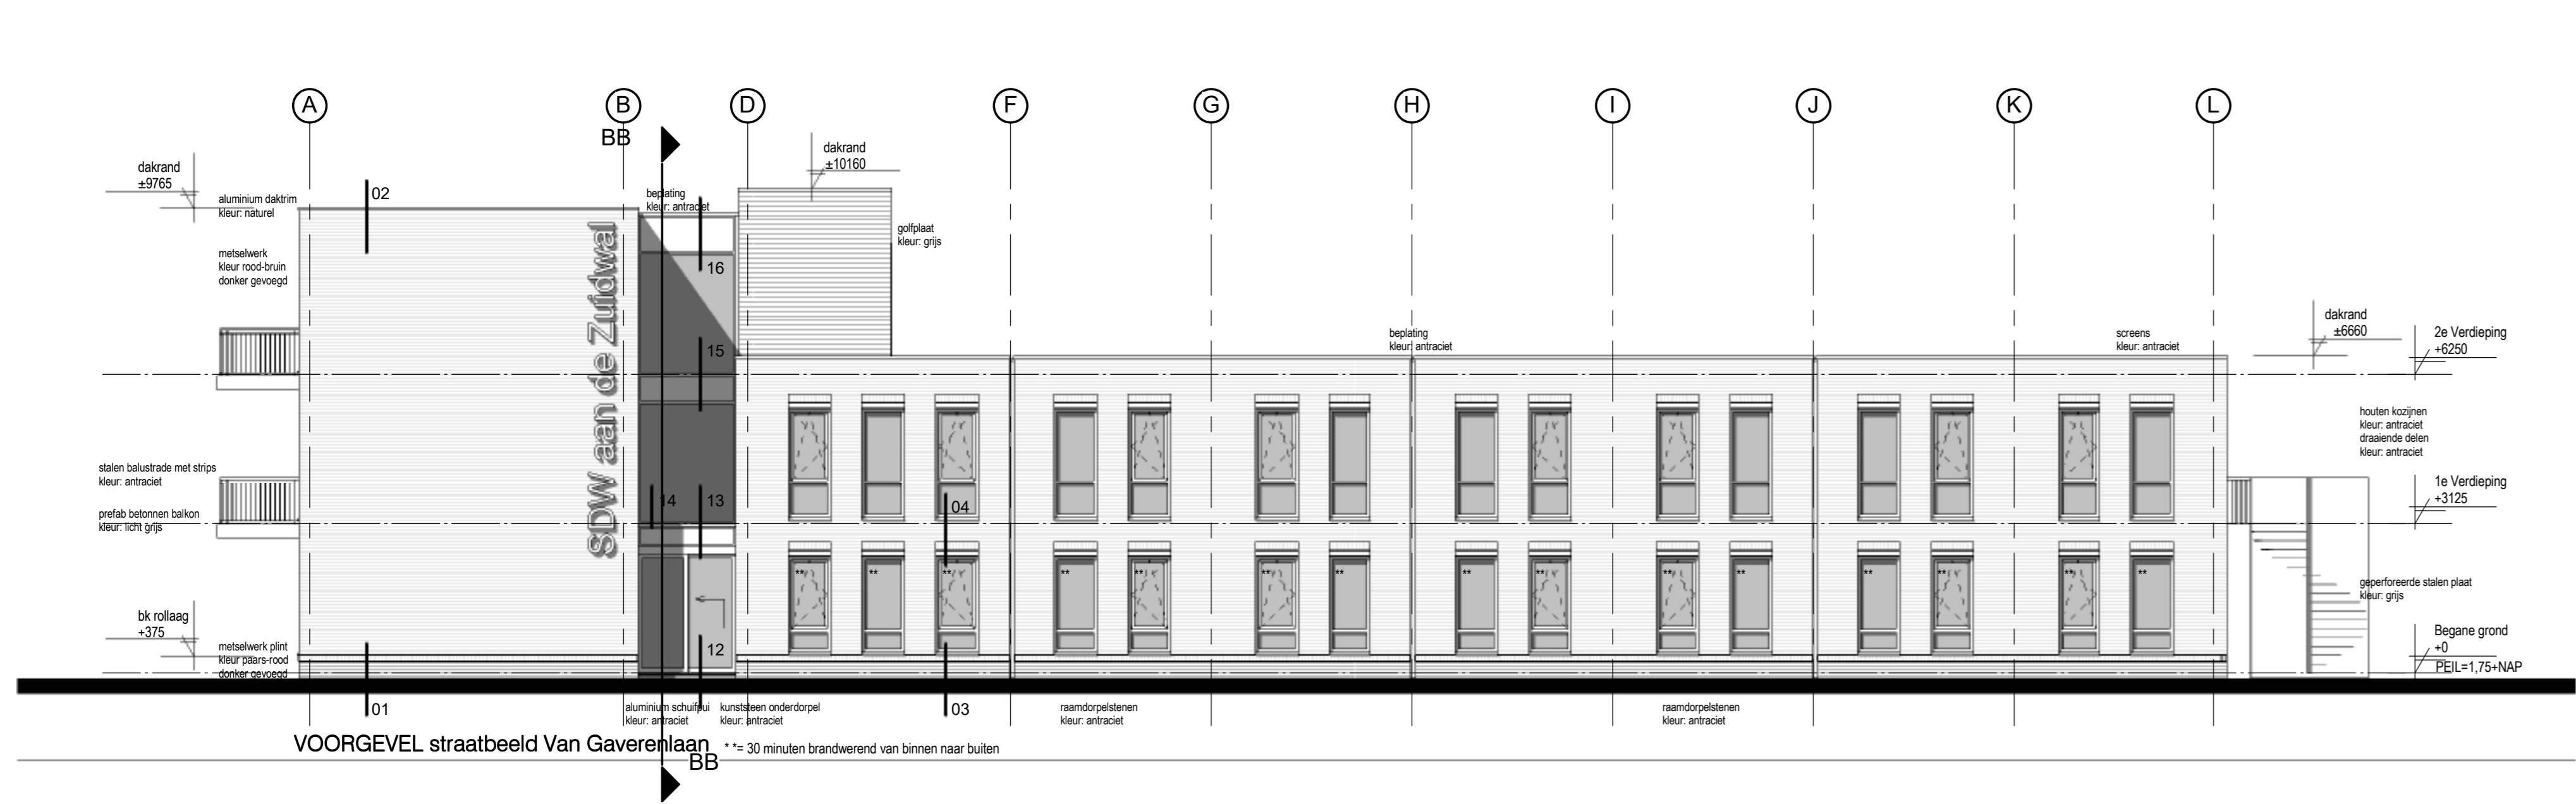 A
B
D
F
G
H
I
J
K
L
BB
dakrand
±9765
aluminium daktrim
kleur: naturel
02
metselwerk
kleur rood-bruin
donker gevoegd
beplating
kleur: antraciet
dakrand
±10160
golfplaat
kleur: grijs
SDW aan de Zuidwal
16
15
14
13
12
04
beplating
kleur: antraciet
screens
kleur: antraciet
dakrand
±6660
2e Verdieping
+6250
houten kozijnen
kleur: antraciet
draaiende delen
kleur: antraciet
stalen balustrade met strips
kleur: antraciet
prefab betonnen balkon
kleur: licht grijs
1e Verdieping
+3125
** ** ** ** ** ** ** ** ** ** ** ** ** ** **
geperforeerde stalen plaat
kleur: grijs
bk rollaag
+375
metselwerk plint
kleur paars-rood
donker gevoegd
Begane grond
+0
PEIL=1,75+NAP
01
aluminium schuifpui
kleur: antraciet
kunststeen onderdorpel
kleur: antraciet
03
raamdorpelstenen
kleur: antraciet
raamdorpelstenen
kleur: antraciet
VOORGEVEL straatbeeld Van Gaverenlaan
* *= 30 minuten brandwerend van binnen naar buiten
BB